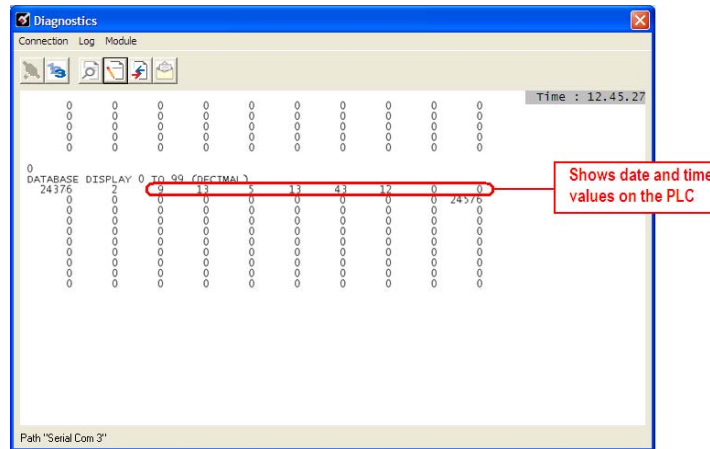 Diagnostics
Connection Log Module
Time : 12.45.27
0 0 0 0 0 0 0 0 0 0
0 0 0 0 0 0 0 0 0 0
0 0 0 0 0 0 0 0 0 0
0 0 0 0 0 0 0 0 0 0
0 0 0 0 0 0 0 0 0 0
0
DATABASE DISPLAY 0 TO 99 (DECIMAL)
24376 2 9 13 5 13 43 12 0 0
0 0 0 0 0 0 0 0 0 24576
0 0 0 0 0 0 0 0 0 0
0 0 0 0 0 0 0 0 0 0
0 0 0 0 0 0 0 0 0 0
0 0 0 0 0 0 0 0 0 0
0 0 0 0 0 0 0 0 0 0
0 0 0 0 0 0 0 0 0 0
0 0 0 0 0 0 0 0 0 0
0 0 0 0 0 0 0 0 0 0
Shows date and time
values on the PLC
Path "Serial Com 3"